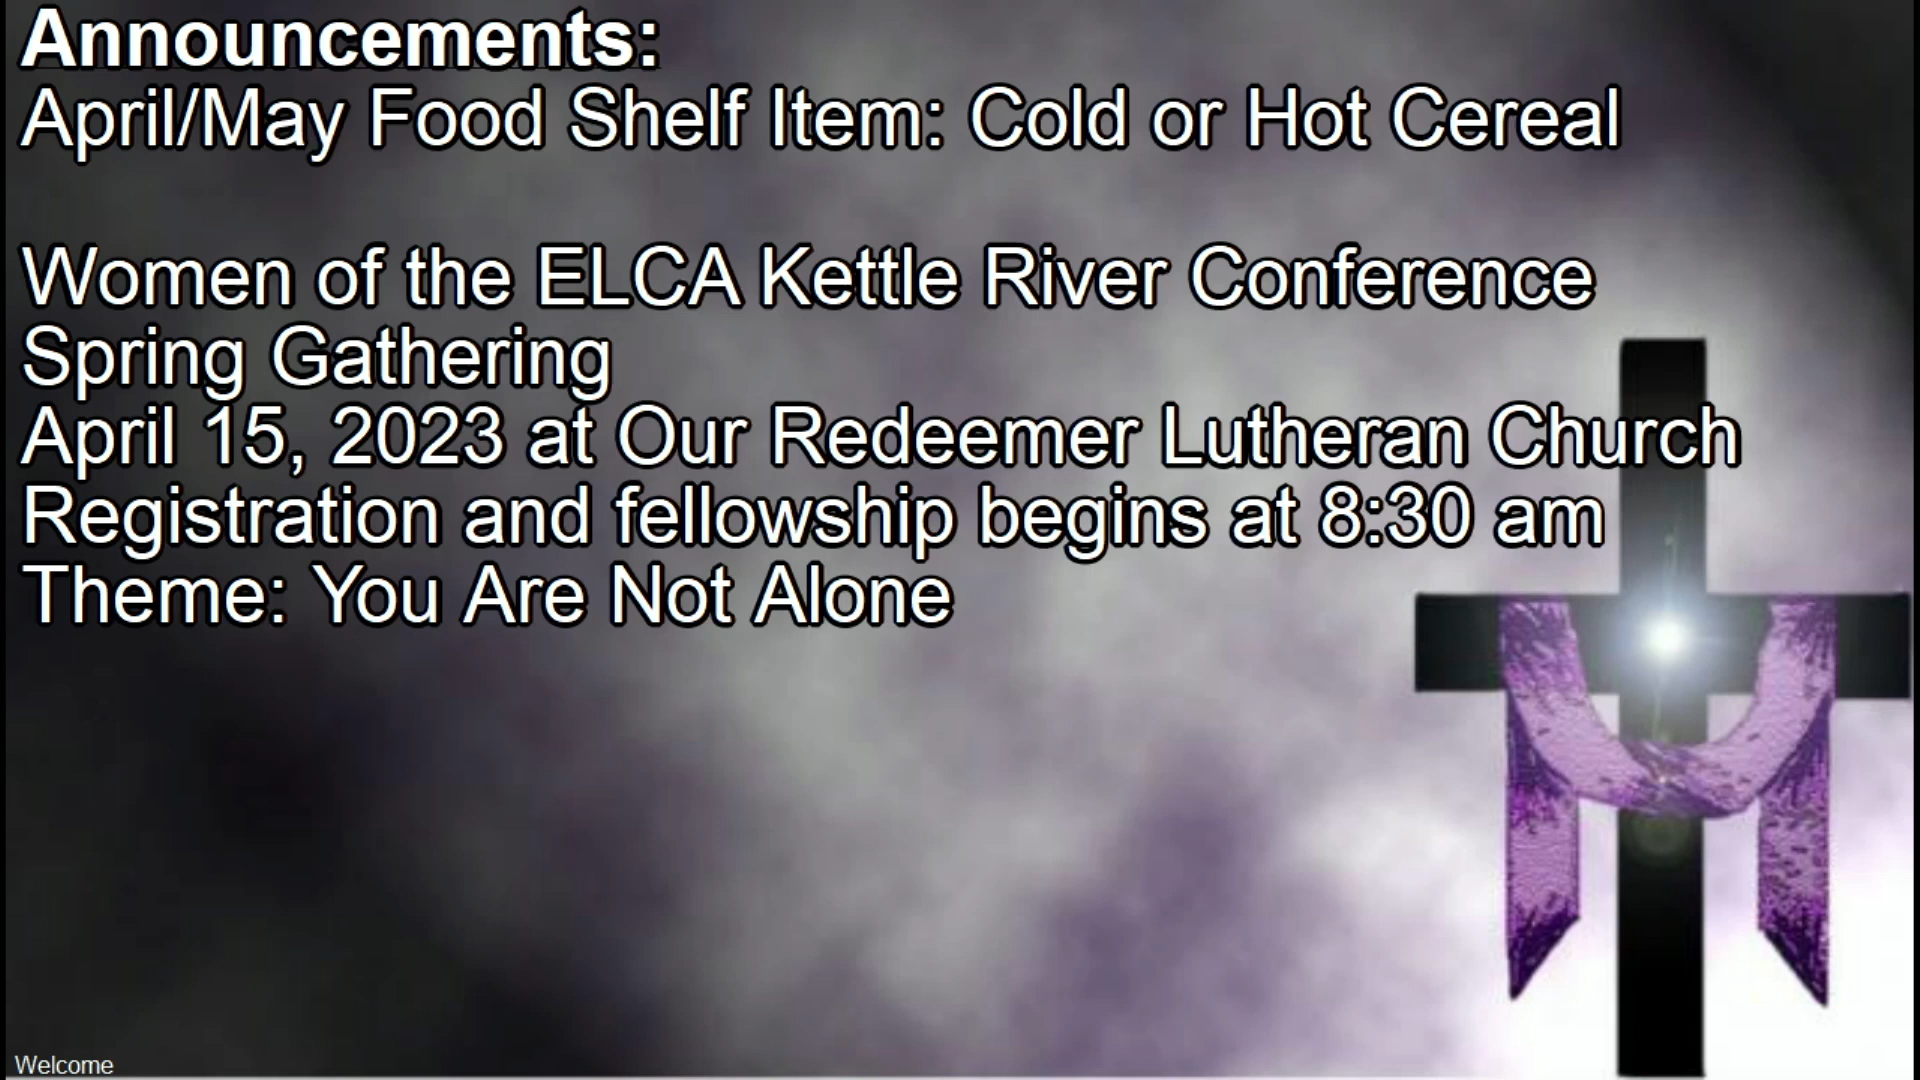 Announcements:
April/May Food Shelf Item: Cold or Hot Cereal
Women of the ELCA Kettle River Conference
Spring Gathering
April 15, 2023 at Our Redeemer Lutheran Church
Registration and fellowship begins at 8:30 am
Theme: You Are Not Alone
Welcome